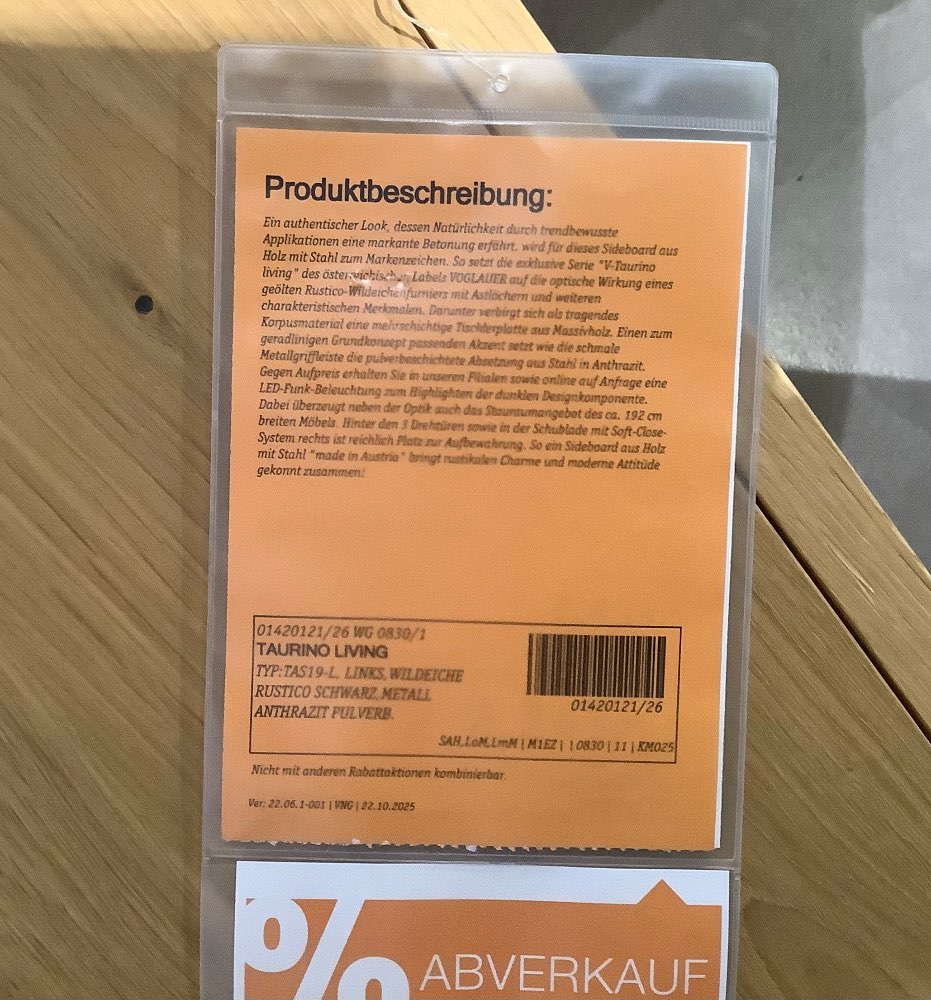 Produktbeschreibung:
Ein authentischer Look, dessen Natürlichkeit durch trendbewusste
Applikationen eine markante Betonung erfährt, wird für dieses Sideboard aus
Holz mit Stahl zum Markenzeichen. So setzt die exklusive Serie "V-Taurino
living" des österreichischen Labels VOGLAUER auf die optische Wirkung eines
geölten Rustico-Wildeichenfurniers mit Astlöchern und weiteren
charakteristischen Merkmalen. Darunter verbirgt sich als tragendes
Korpusmaterial eine mehrschichtige Tischlerplatte aus Massivholz. Einen zum
geradlinigen Grundkonzept passenden Akzent setzt wie die schmale
Metallgriffleiste die pulverbeschichtete Absetzung aus Stahl in Anthrazit.
Gegen Aufpreis erhalten Sie in unseren Filialen sowie online auf Anfrage eine
LED-Funk-Beleuchtung zum Highlighten der dunklen Designkomponente.
Dabei überzeugt neben der Optik auch das Stauraumangebot des ca. 192 cm
breiten Möbels. Hinter den 3 Drehtüren sowie in der Schublade mit Soft-Close-
System rechts ist reichlich Platz zur Aufbewahrung. So ein Sideboard aus Holz
mit Stahl "made in Austria" bringt rustikalen Charme und moderne Attitüde
gekonnt zusammen!
01420121/26 WG 0830/1
TAURINO LIVING
TYP:TAS19-L, LINKS,WILDEICHE
RUSTICO SCHWARZ,METALL
ANTHRAZIT PULVERB.
01420121/26
SAH,LoM,LmM | M1EZ | | 0830 | 11 | KM025
Nicht mit anderen Rabattaktionen kombinierbar.
Ver: 22.06.1-001 | VNG | 22.10.2025
% ABVERKAUF